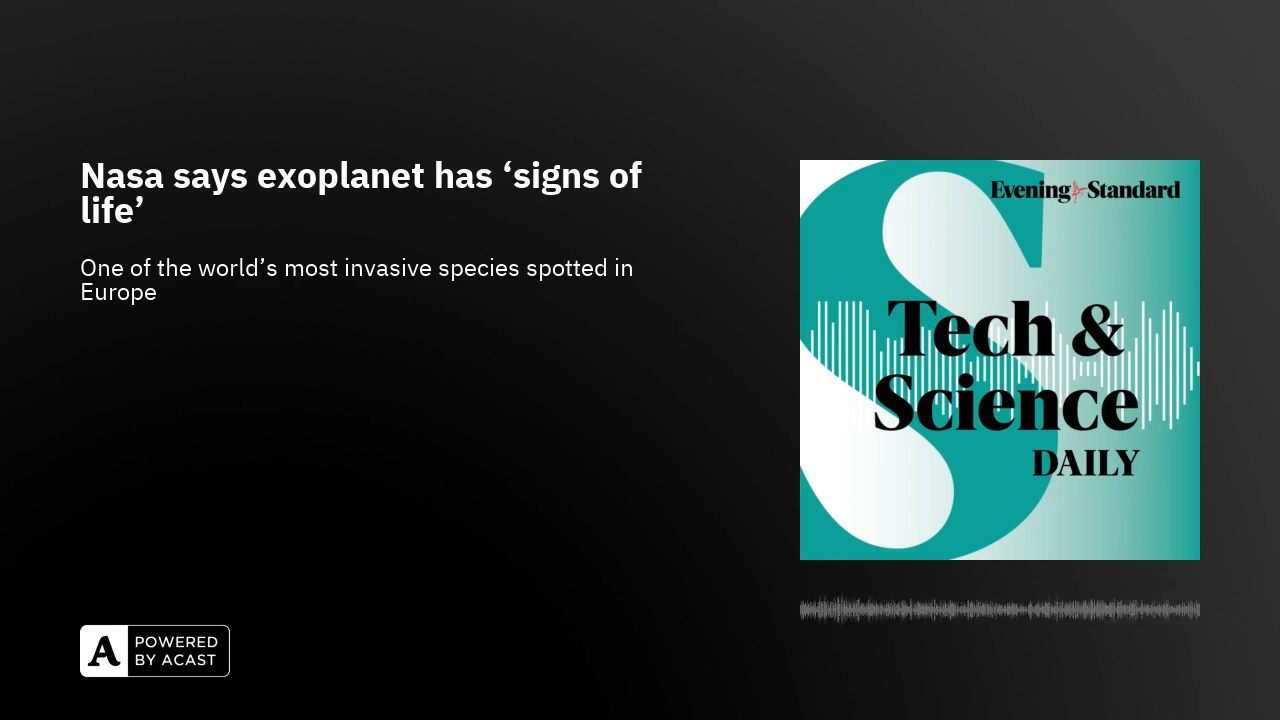 Nasa says exoplanet has ‘signs of
life’
One of the world’s most invasive species spotted in
Europe
Evening Standard
Tech &
Science
DAILY
A
POWERED
BY ACAST